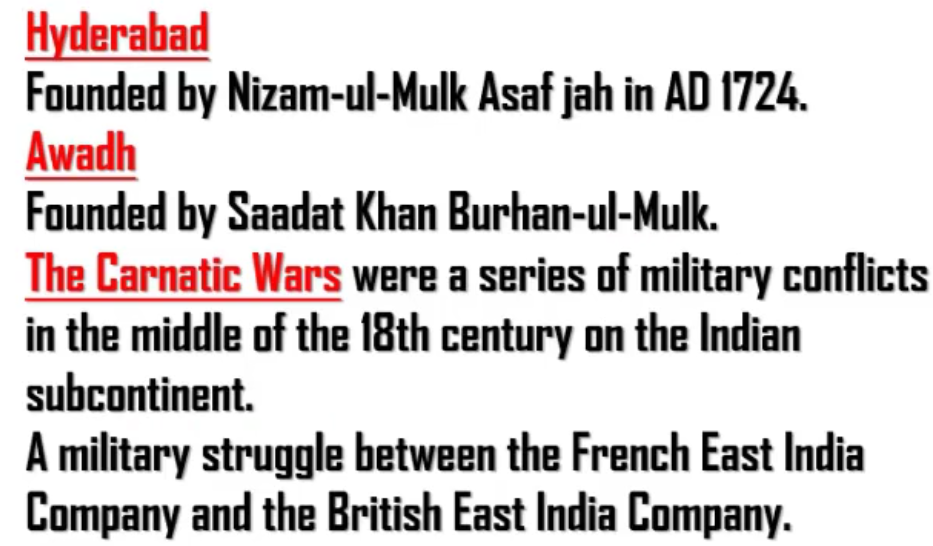 Hyderabad
Founded by Nizam-ul-Mulk Asaf jah in AD 1724.
Awadh
Founded by Saadat Khan Burhan-ul-Mulk.
The Carnatic Wars were a series of military conflicts
in the middle of the 18th century on the Indian
subcontinent.
A military struggle between the French East India
Company and the British East India Company.